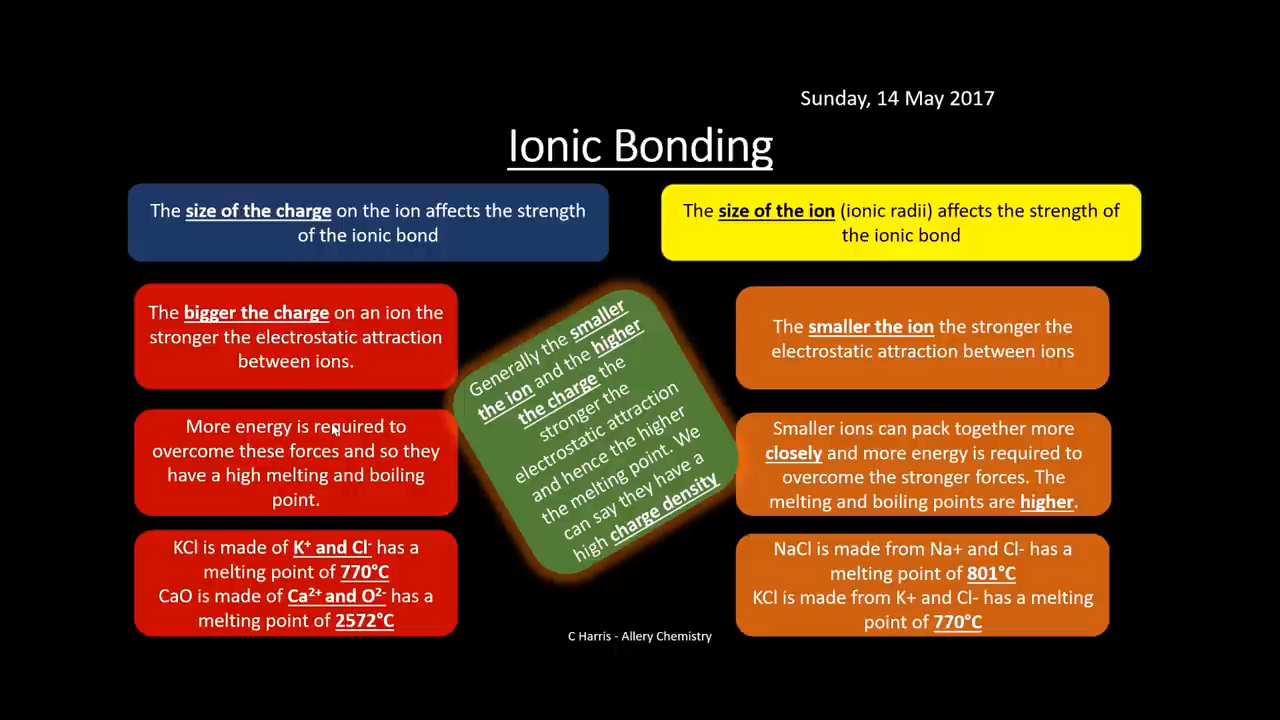 Sunday, 14 May 2017
Ionic Bonding
The size of the charge on the ion affects the strength
of the ionic bond
The size of the ion (ionic radii) affects the strength of
the ionic bond
The bigger the charge on an ion the
stronger the electrostatic attraction
between ions.
More energy is required to
overcome these forces and so they
have a high melting and boiling
point.
KCl is made of K⁺ and Cl⁻ has a
melting point of 770°C
CaO is made of Ca²⁺ and O²⁻ has a
melting point of 2572°C
Generally the smaller
the ion and the higher
the charge the
stronger the
electrostatic attraction
and hence the higher
the melting point. We
can say they have a
high charge density
The smaller the ion the stronger the
electrostatic attraction between ions
Smaller ions can pack together more
closely and more energy is required to
overcome the stronger forces. The
melting and boiling points are higher.
NaCl is made from Na+ and Cl- has a
melting point of 801°C
KCl is made from K+ and Cl- has a melting
point of 770°C
C Harris - Allery Chemistry